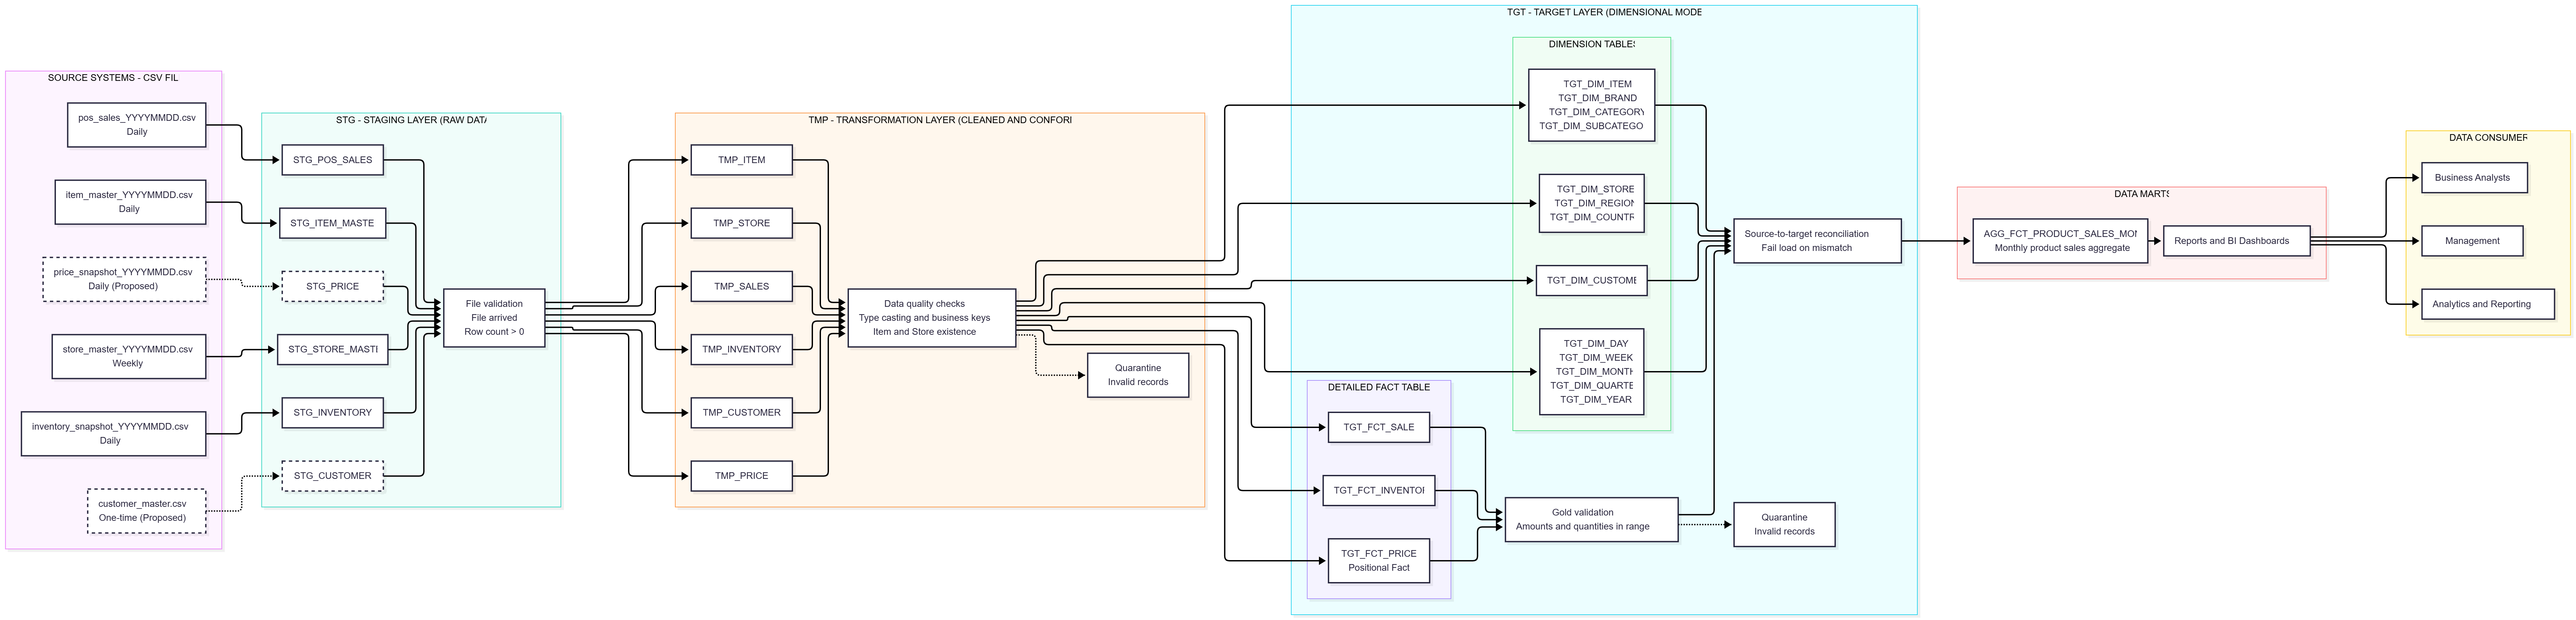 SOURCE SYSTEMS - CSV FIL
pos_sales_YYYYMMDD.csv
Daily
item_master_YYYYMMDD.csv
Daily
price_snapshot_YYYYMMDD.csv
Daily (Proposed)
store_master_YYYYMMDD.csv
Weekly
inventory_snapshot_YYYYMMDD.csv
Daily
customer_master.csv
One-time (Proposed)
STG - STAGING LAYER (RAW DATA
STG_POS_SALES
STG_ITEM_MASTE
STG_PRICE
STG_STORE_MASTI
STG_INVENTORY
STG_CUSTOMER
File validation
File arrived
Row count > 0
TMP - TRANSFORMATION LAYER (CLEANED AND CONFORI
TMP_ITEM
TMP_STORE
TMP_SALES
TMP_INVENTORY
TMP_CUSTOMER
TMP_PRICE
Data quality checks
Type casting and business keys
Item and Store existence
Quarantine
Invalid records
TGT - TARGET LAYER (DIMENSIONAL MODE
DIMENSION TABLES
TGT_DIM_ITEM
TGT_DIM_BRAND
TGT_DIM_CATEGORY
TGT_DIM_SUBCATEGO
TGT_DIM_STORE
TGT_DIM_REGION
TGT_DIM_COUNTR
TGT_DIM_CUSTOME
TGT_DIM_DAY
TGT_DIM_WEEK
TGT_DIM_MONTH
TGT_DIM_QUARTE
TGT_DIM_YEAR
DETAILED FACT TABLE
TGT_FCT_SALE
TGT_FCT_INVENTOI
TGT_FCT_PRICE
Positional Fact
Gold validation
Amounts and quantities in range
Source-to-target reconciliation
Fail load on mismatch
Quarantine
Invalid records
DATA MARTS
AGG_FCT_PRODUCT_SALES_MON
Monthly product sales aggregate
Reports and BI Dashboards
DATA CONSUMER
Business Analysts
Management
Analytics and Reporting